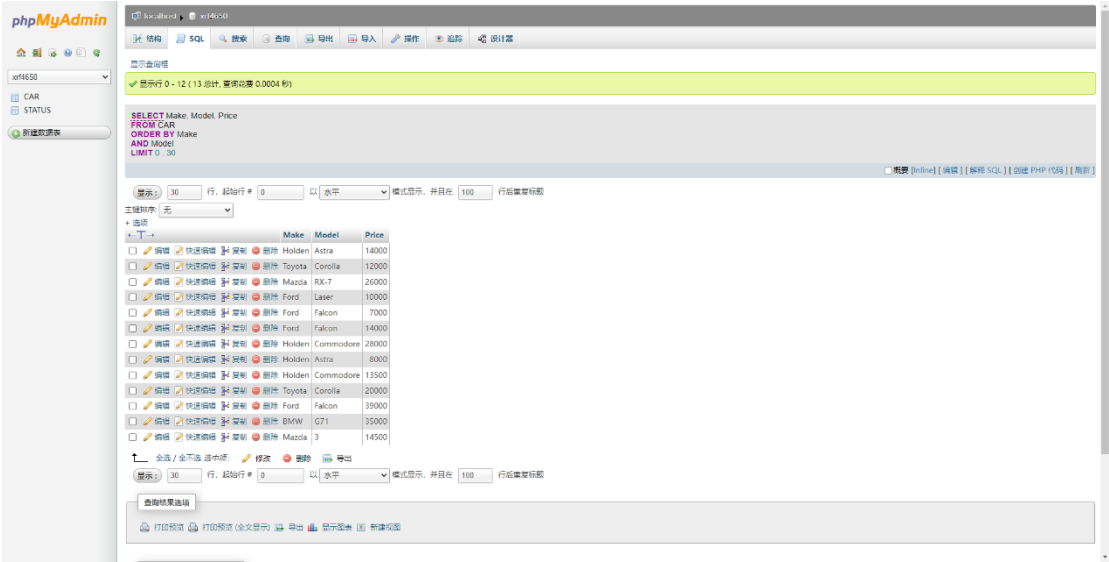 phpMyAdmin
xrf4650
CAR
STATUS
新建数据表
localhost ▸ xrf4650
结构 SQL 搜索 查询 导出 导入 操作 追踪 设计器
显示查询框
显示行 0 - 12 ( 13 总计, 查询花费 0.0004 秒)
SELECT Make, Model, Price
FROM CAR
ORDER BY Make
AND Model
LIMIT 0 , 30
概要 [Inline] [ 编辑 ] [ 解释 SQL ] [ 创建 PHP 代码 ] [ 刷新 ]
显示: 30 行, 起始行 # 0 以 水平 模式显示, 并且在 100 行后重复标题
主键排序: 无
+ 选项
←T→ Make Model Price
编辑 快速编辑 复制 删除 Holden Astra 14000
编辑 快速编辑 复制 删除 Toyota Corolla 12000
编辑 快速编辑 复制 删除 Mazda RX-7 26000
编辑 快速编辑 复制 删除 Ford Laser 10000
编辑 快速编辑 复制 删除 Ford Falcon 7000
编辑 快速编辑 复制 删除 Ford Falcon 14000
编辑 快速编辑 复制 删除 Holden Commodore 28000
编辑 快速编辑 复制 删除 Holden Astra 8000
编辑 快速编辑 复制 删除 Holden Commodore 13500
编辑 快速编辑 复制 删除 Toyota Corolla 20000
编辑 快速编辑 复制 删除 Ford Falcon 39000
编辑 快速编辑 复制 删除 BMW G71 35000
编辑 快速编辑 复制 删除 Mazda 3 14500
全选 / 全不选 选中项: 修改 删除 导出
显示: 30 行, 起始行 # 0 以 水平 模式显示, 并且在 100 行后重复标题
查询结果选项
打印预览 打印预览 (全文显示) 导出 显示图表 新建视图